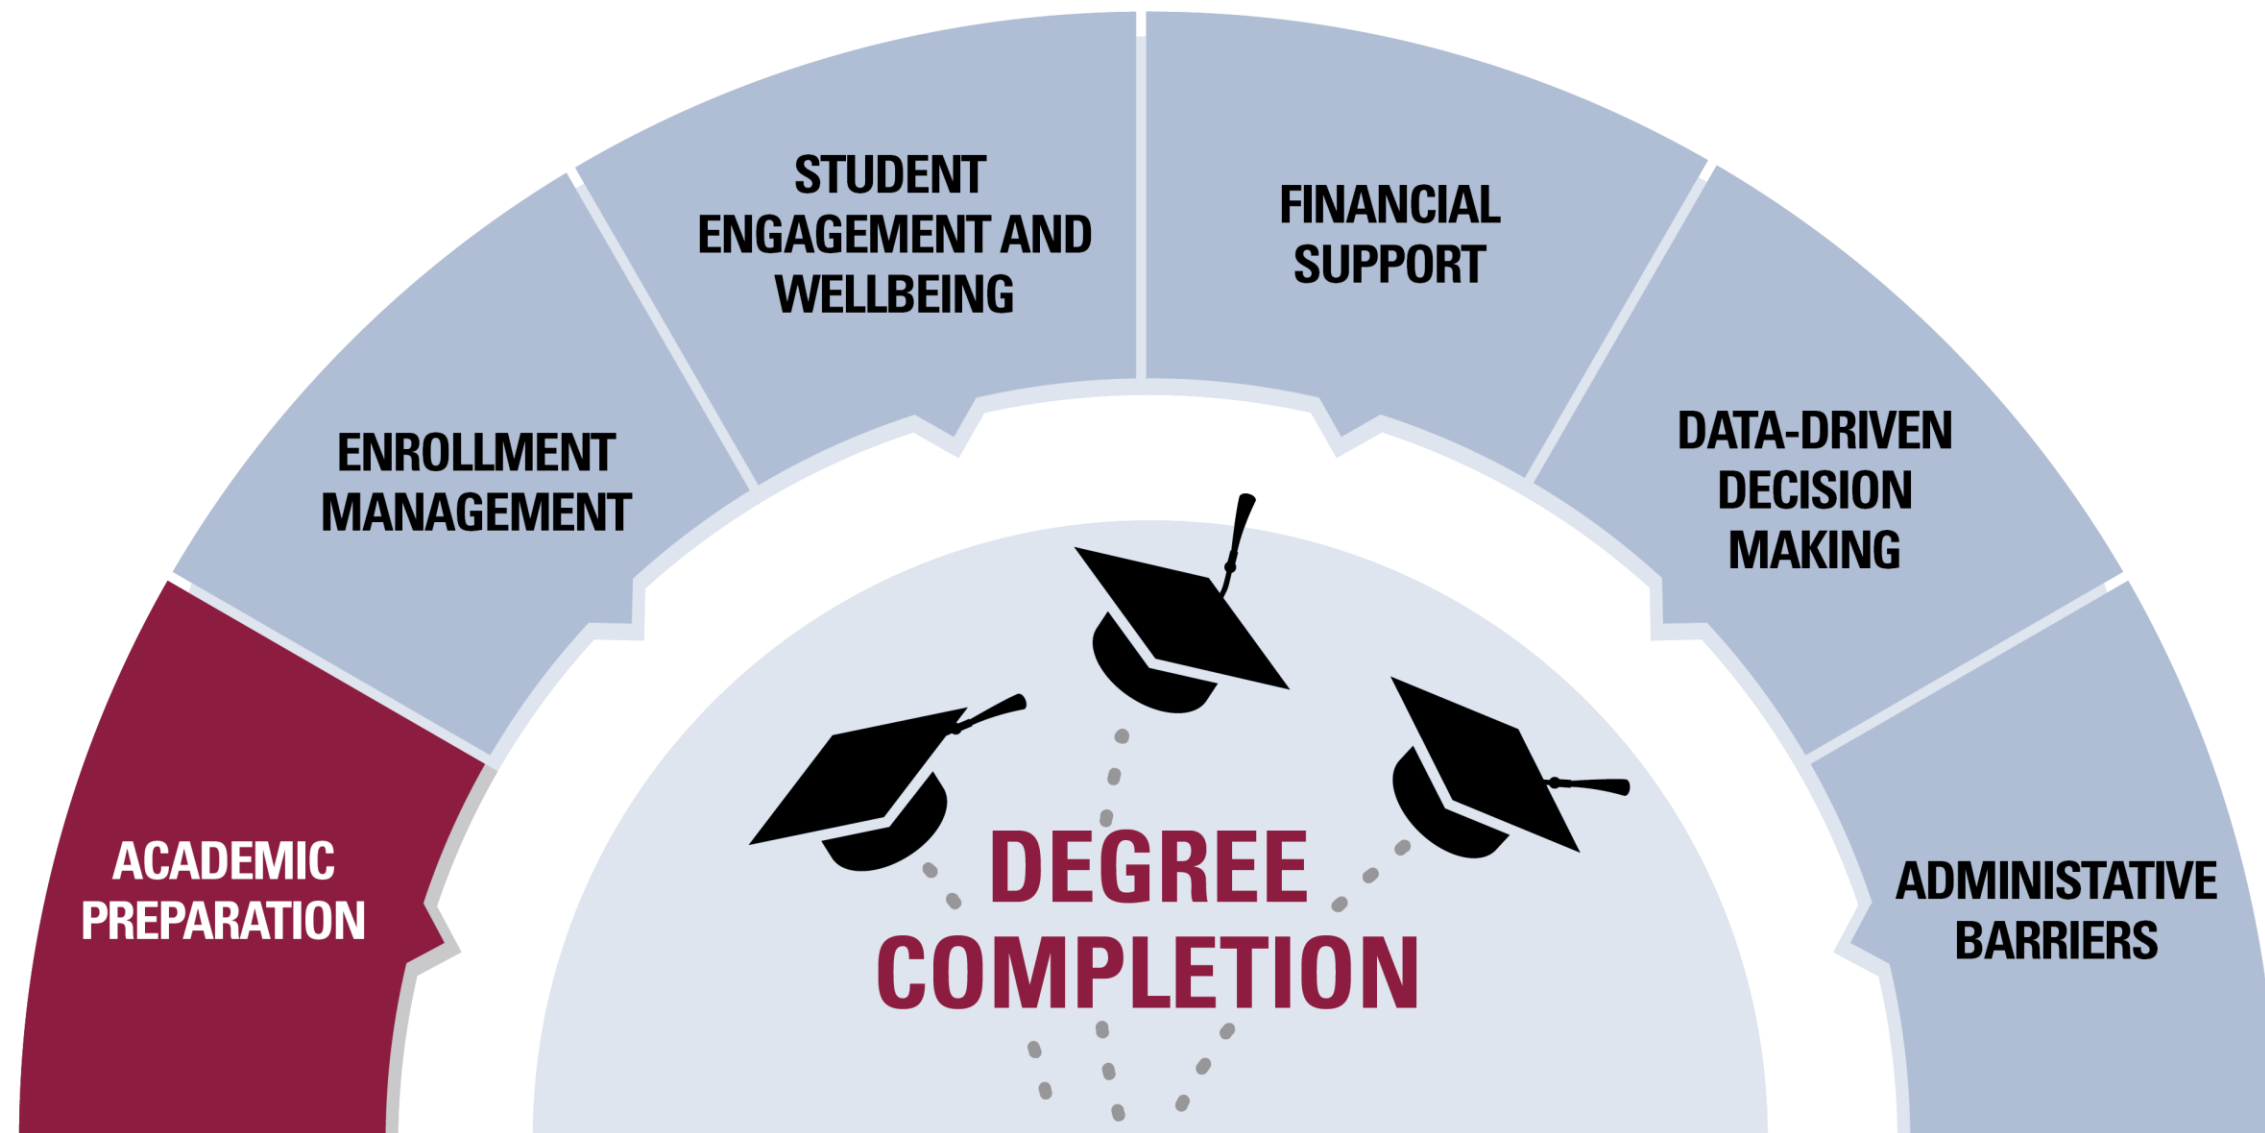 STUDENT
ENGAGEMENT AND
WELLBEING
FINANCIAL
SUPPORT
ENROLLMENT
MANAGEMENT
DATA-DRIVEN
DECISION
MAKING
ACADEMIC
PREPARATION
DEGREE
COMPLETION
ADMINISTATIVE
BARRIERS